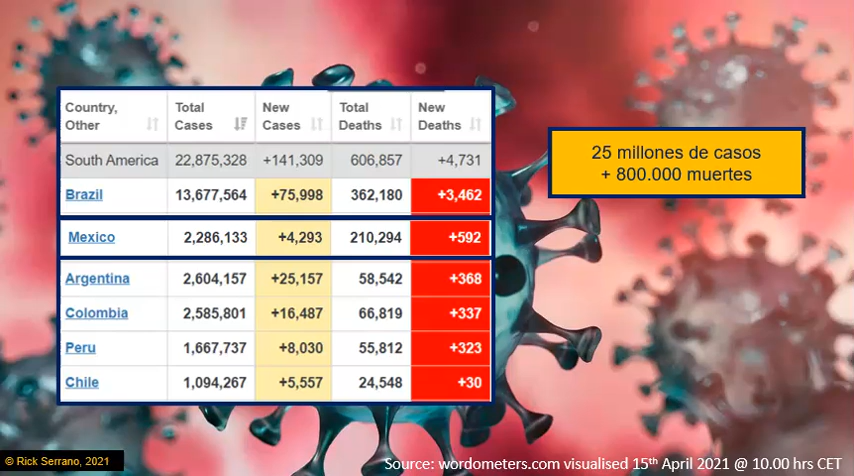 Country, Other Total Cases New Cases Total Deaths New Deaths
South America 22,875,328 +141,309 606,857 +4,731
Brazil 13,677,564 +75,998 362,180 +3,462
Mexico 2,286,133 +4,293 210,294 +592
Argentina 2,604,157 +25,157 58,542 +368
Colombia 2,585,801 +16,487 66,819 +337
Peru 1,667,737 +8,030 55,812 +323
Chile 1,094,267 +5,557 24,548 +30
25 millones de casos
+ 800.000 muertes
© Rick Serrano, 2021
Source: wordometers.com visualised 15th April 2021 @ 10.00 hrs CET